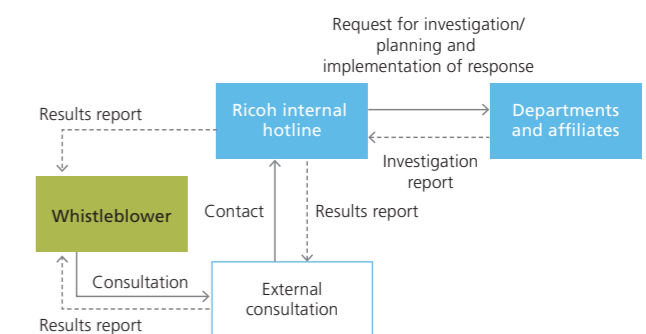 Request for investigation/
planning and
implementation of response
Results report
Ricoh internal
hotline
Departments
and affiliates
Investigation
report
Whistleblower
Contact
Results report
Consultation
External
consultation
Results report